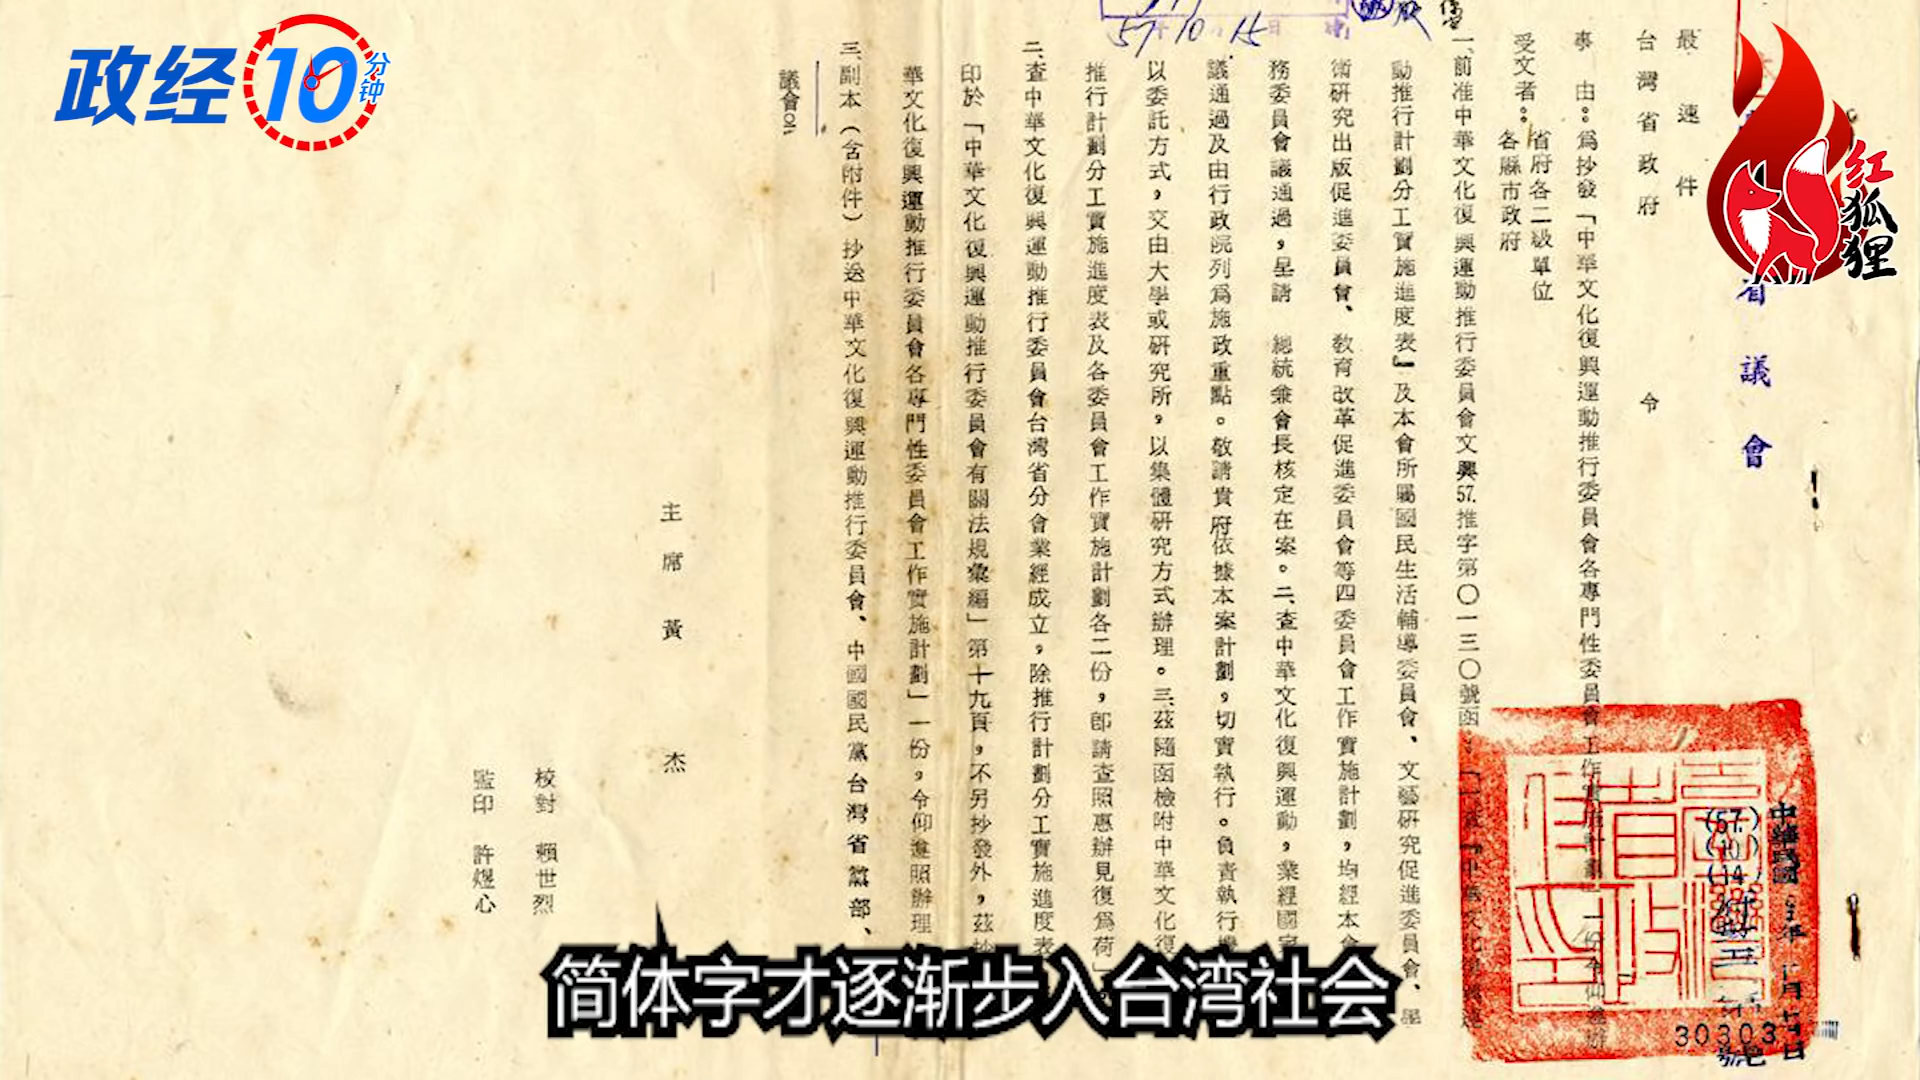 政经10分钟
红狐狸
省議會
最速件
台灣省政府 令
受文者：省府各二級單位
各縣市政府
事 由：為抄發「中華文化復興運動推行委員會各專門性委員會工作實施計劃」一份令仰遵辦
一、前准中華文化復興運動推行委員會文興57.推字第〇一三〇號函：
動推行計劃分工實施進度表』及本會所屬國民生活輔導委員會、文藝研究促進委員會、
術研究出版促進委員會、教育改革促進委員會等四委員會工作實施計劃，均經本會
務委員會議通過，呈請 總統兼會長核定在案。二、查中華文化復興運動，業經國家
議通過及由行政院列為施政重點。敬請貴府依據本案計劃，切實執行。負責執行機
以委託方式，交由大學或研究所，以集體研究方式辦理。三、茲隨函檢附中華文化復
推行計劃分工實施進度表及各委員會工作實施計劃各二份，即請查照惠辦見復為荷」。
二、查中華文化復興運動推行委員會台灣省分會業經成立，除推行計劃分工實施進度表
印於「中華文化復興運動推行委員會有關法規彙編」第十九頁，不另抄發外，茲抄
華文化復興運動推行委員會各專門性委員會工作實施計劃」一份，令仰遵照辦理
三、副本（含附件）抄送中華文化復興運動推行委員會、中國國民黨台灣省黨部、
議會
主席 黃 杰
校對 賴世烈
監印 許煜心
57 10 15
中華民國
(57.)
(10.)
(14.)
30303
简体字才逐渐步入台湾社会